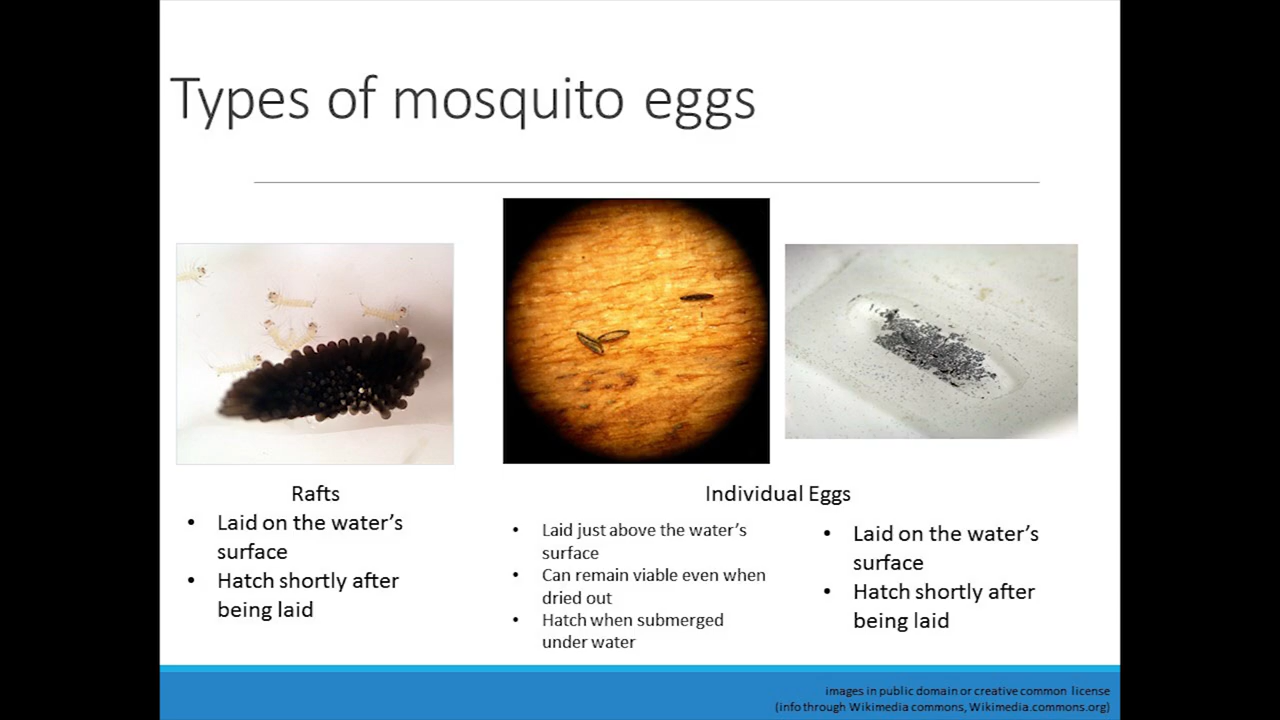 Types of mosquito eggs
Rafts
• Laid on the water's
surface
• Hatch shortly after
being laid
Individual Eggs
• Laid just above the water's
surface
• Can remain viable even when
dried out
• Hatch when submerged
under water
• Laid on the water's
surface
• Hatch shortly after
being laid
images in public domain or creative common license
(info through Wikimedia commons, Wikimedia.commons.org)